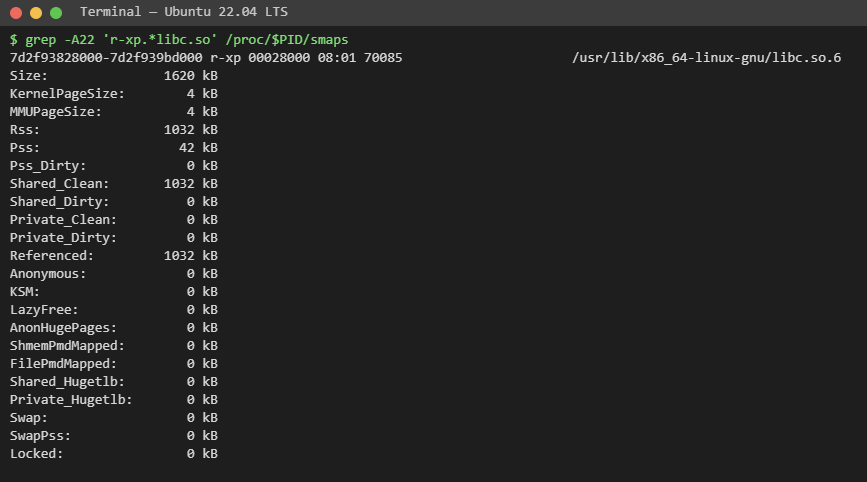 Terminal — Ubuntu 22.04 LTS
$ grep -A22 'r-xp.*libc.so' /proc/$PID/smaps
7d2f93828000-7d2f939bd000 r-xp 00028000 08:01 70085                      /usr/lib/x86_64-linux-gnu/libc.so.6
Size:               1620 kB
KernelPageSize:        4 kB
MMUPageSize:           4 kB
Rss:                1032 kB
Pss:                  42 kB
Pss_Dirty:             0 kB
Shared_Clean:       1032 kB
Shared_Dirty:          0 kB
Private_Clean:         0 kB
Private_Dirty:         0 kB
Referenced:         1032 kB
Anonymous:             0 kB
KSM:                   0 kB
LazyFree:              0 kB
AnonHugePages:         0 kB
ShmemPmdMapped:        0 kB
FilePmdMapped:         0 kB
Shared_Hugetlb:        0 kB
Private_Hugetlb:       0 kB
Swap:                  0 kB
SwapPss:               0 kB
Locked:                0 kB